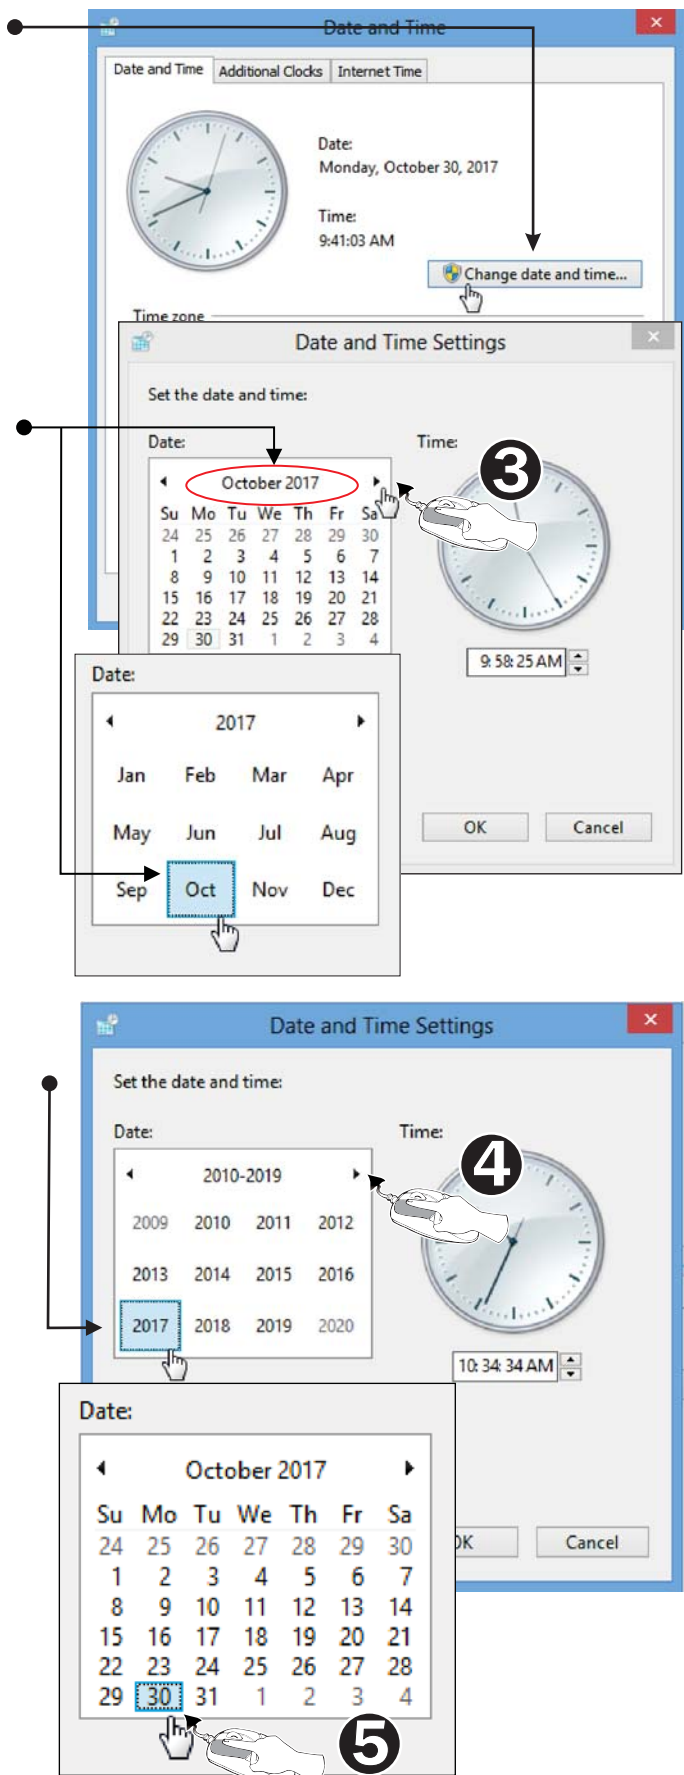 Date and Time
Date and Time Additional Clocks Internet Time
Date:
Monday, October 30, 2017
Time:
9:41:03 AM
Change date and time...
Time zone
Date and Time Settings
Set the date and time:
Date: Time:
3
October 2017
Su Mo Tu We Th Fr Sa
24 25 26 27 28 29 30
1 2 3 4 5 6 7
8 9 10 11 12 13 14
15 16 17 18 19 20 21
22 23 24 25 26 27 28
29 30 31 1 2 3 4
9:58:25 AM
Date:
2017
Jan Feb Mar Apr
May Jun Jul Aug
Sep Oct Nov Dec
OK Cancel
Date and Time Settings
Set the date and time:
Date: Time:
4
2010-2019
2009 2010 2011 2012
2013 2014 2015 2016
2017 2018 2019 2020
10:34:34 AM
Date:
October 2017
Su Mo Tu We Th Fr Sa
24 25 26 27 28 29 30
1 2 3 4 5 6 7
8 9 10 11 12 13 14
15 16 17 18 19 20 21
22 23 24 25 26 27 28
29 30 31 1 2 3 4
OK Cancel
5